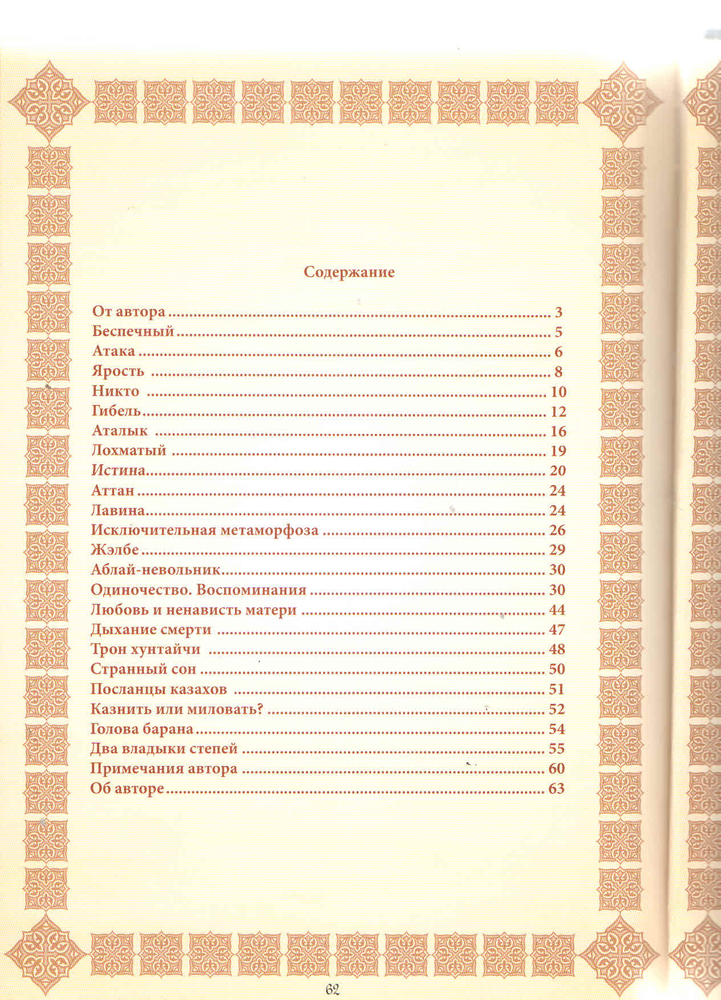 Содержание
От автора ... 3
Беспечный ... 5
Атака ... 6
Ярость ... 8
Никто ... 10
Гибель ... 12
Аталык ... 16
Лохматый ... 19
Истина ... 20
Аттан ... 24
Лавина ... 24
Исключительная метаморфоза ... 26
Жэлбе ... 29
Аблай-невольник ... 30
Одиночество. Воспоминания ... 30
Любовь и ненависть матери ... 44
Дыхание смерти ... 47
Трон хунтайчи ... 48
Странный сон ... 50
Посланцы казахов ... 51
Казнить или миловать? ... 52
Голова барана ... 54
Два владыки степей ... 55
Примечания автора ... 60
Об авторе ... 63
62